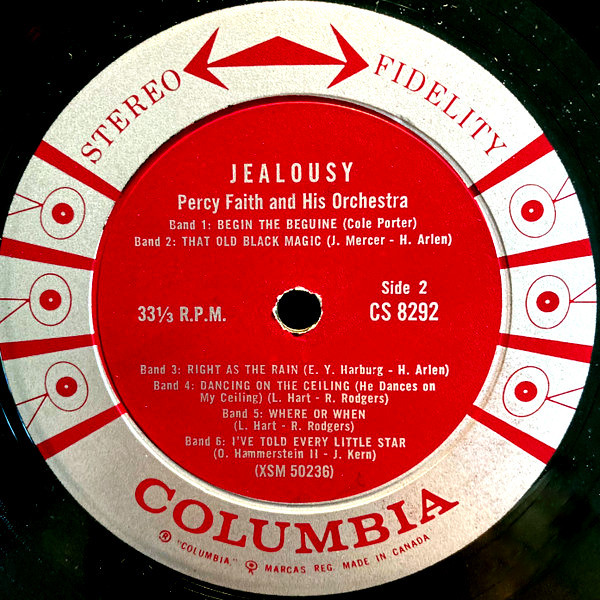 STEREO FIDELITY
JEALOUSY
Percy Faith and His Orchestra
Band 1: BEGIN THE BEGUINE (Cole Porter)
Band 2: THAT OLD BLACK MAGIC (J. Mercer - H. Arlen)
Side 2
33⅓ R.P.M.
CS 8292
Band 3: RIGHT AS THE RAIN (E. Y. Harburg - H. Arlen)
Band 4: DANCING ON THE CEILING (He Dances on
My Ceiling) (L. Hart - R. Rodgers)
Band 5: WHERE OR WHEN
(L. Hart - R. Rodgers)
Band 6: I'VE TOLD EVERY LITTLE STAR
(O. Hammerstein II - J. Kern)
(XSM 50236)
COLUMBIA
® "COLUMBIA" MARCAS REG. MADE IN CANADA